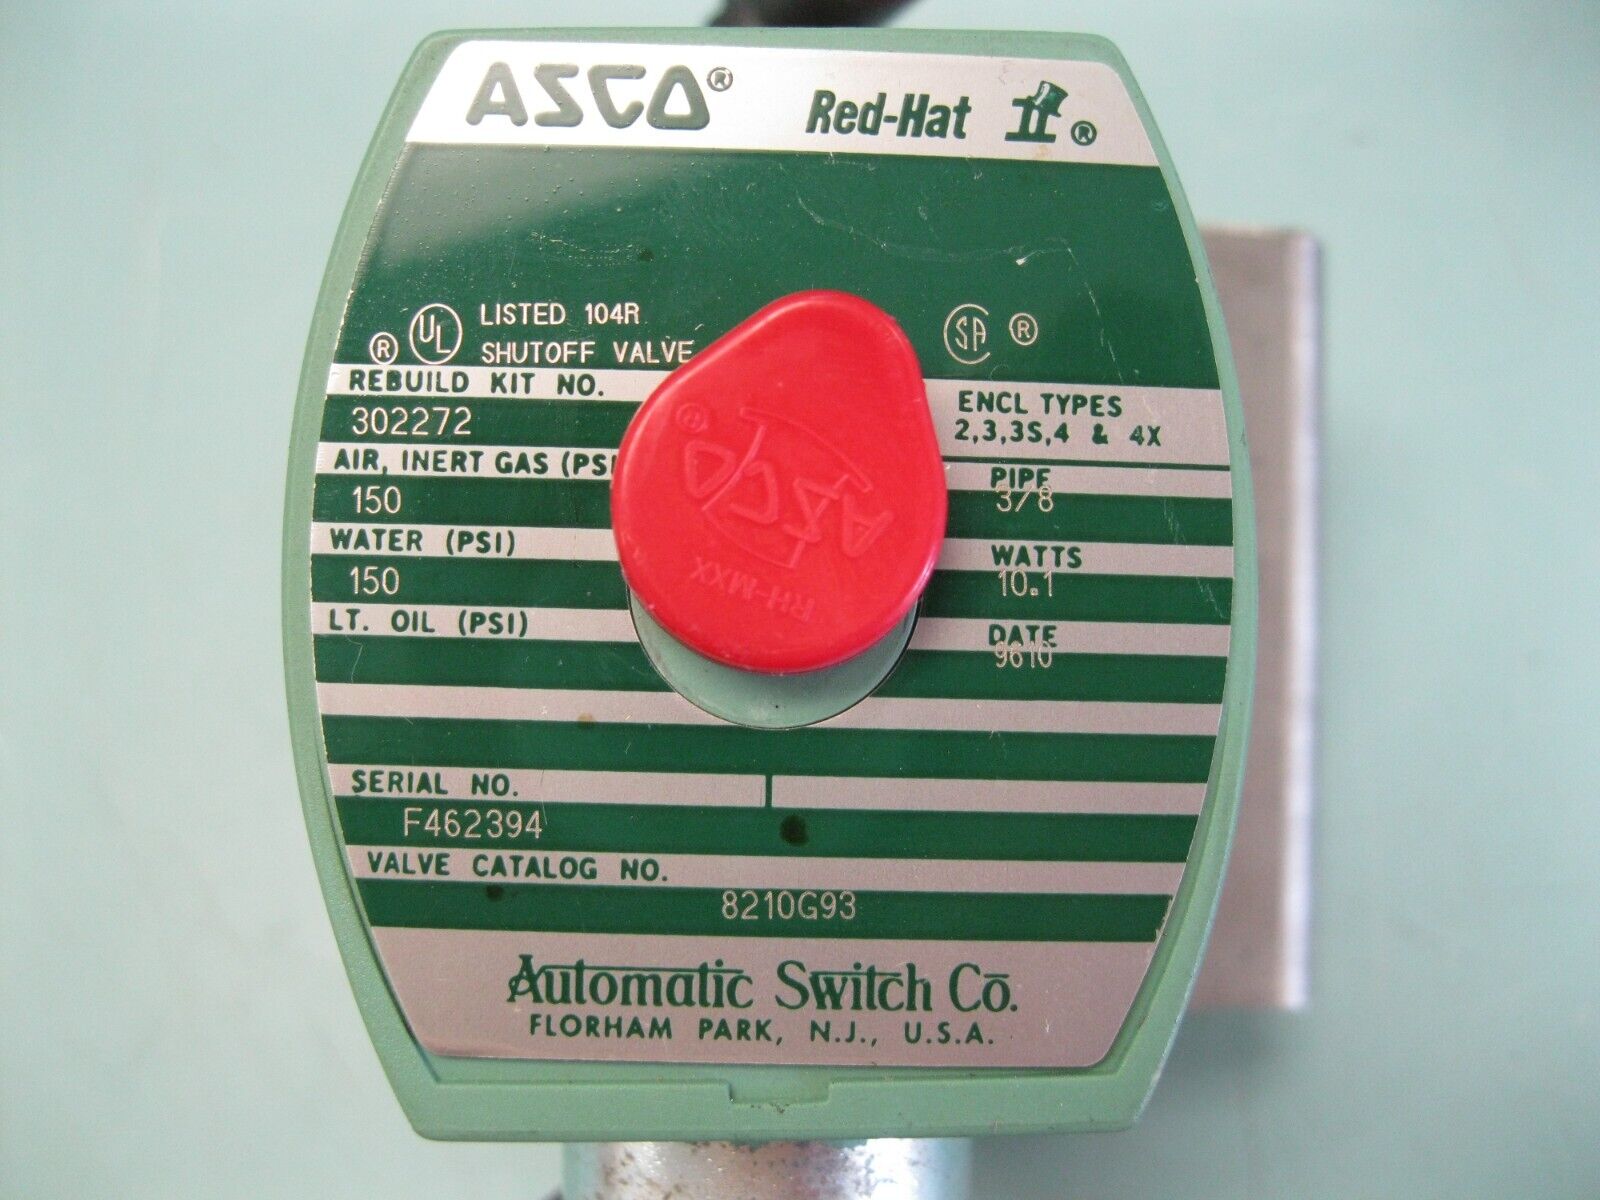 ASCO® Red-Hat II ®
LISTED 104R
® UL SHUTOFF VALVE
SA ®
REBUILD KIT NO.
302272
ENCL TYPES
2,3,3S,4 & 4X
AIR, INERT GAS (PSI
150
PIPE
3/8
WATER (PSI)
150
WATTS
10.1
LT. OIL (PSI)
DATE
9610
ASCO®
RH-MXX
SERIAL NO.
F462394
VALVE CATALOG NO.
8210G93
Automatic Switch Co.
FLORHAM PARK, N.J., U.S.A.